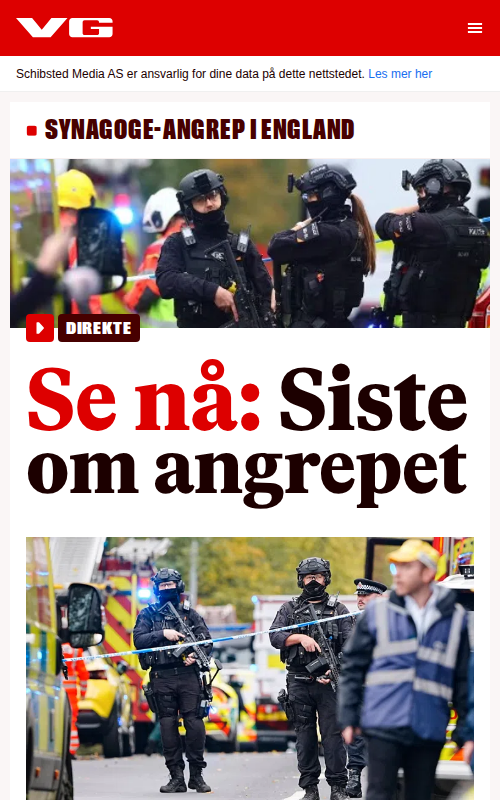 VG
Schibsted Media AS er ansvarlig for dine data på dette nettstedet. Les mer her
SYNAGOGE-ANGREP I ENGLAND
DIREKTE
Se nå: Siste
om angrepet